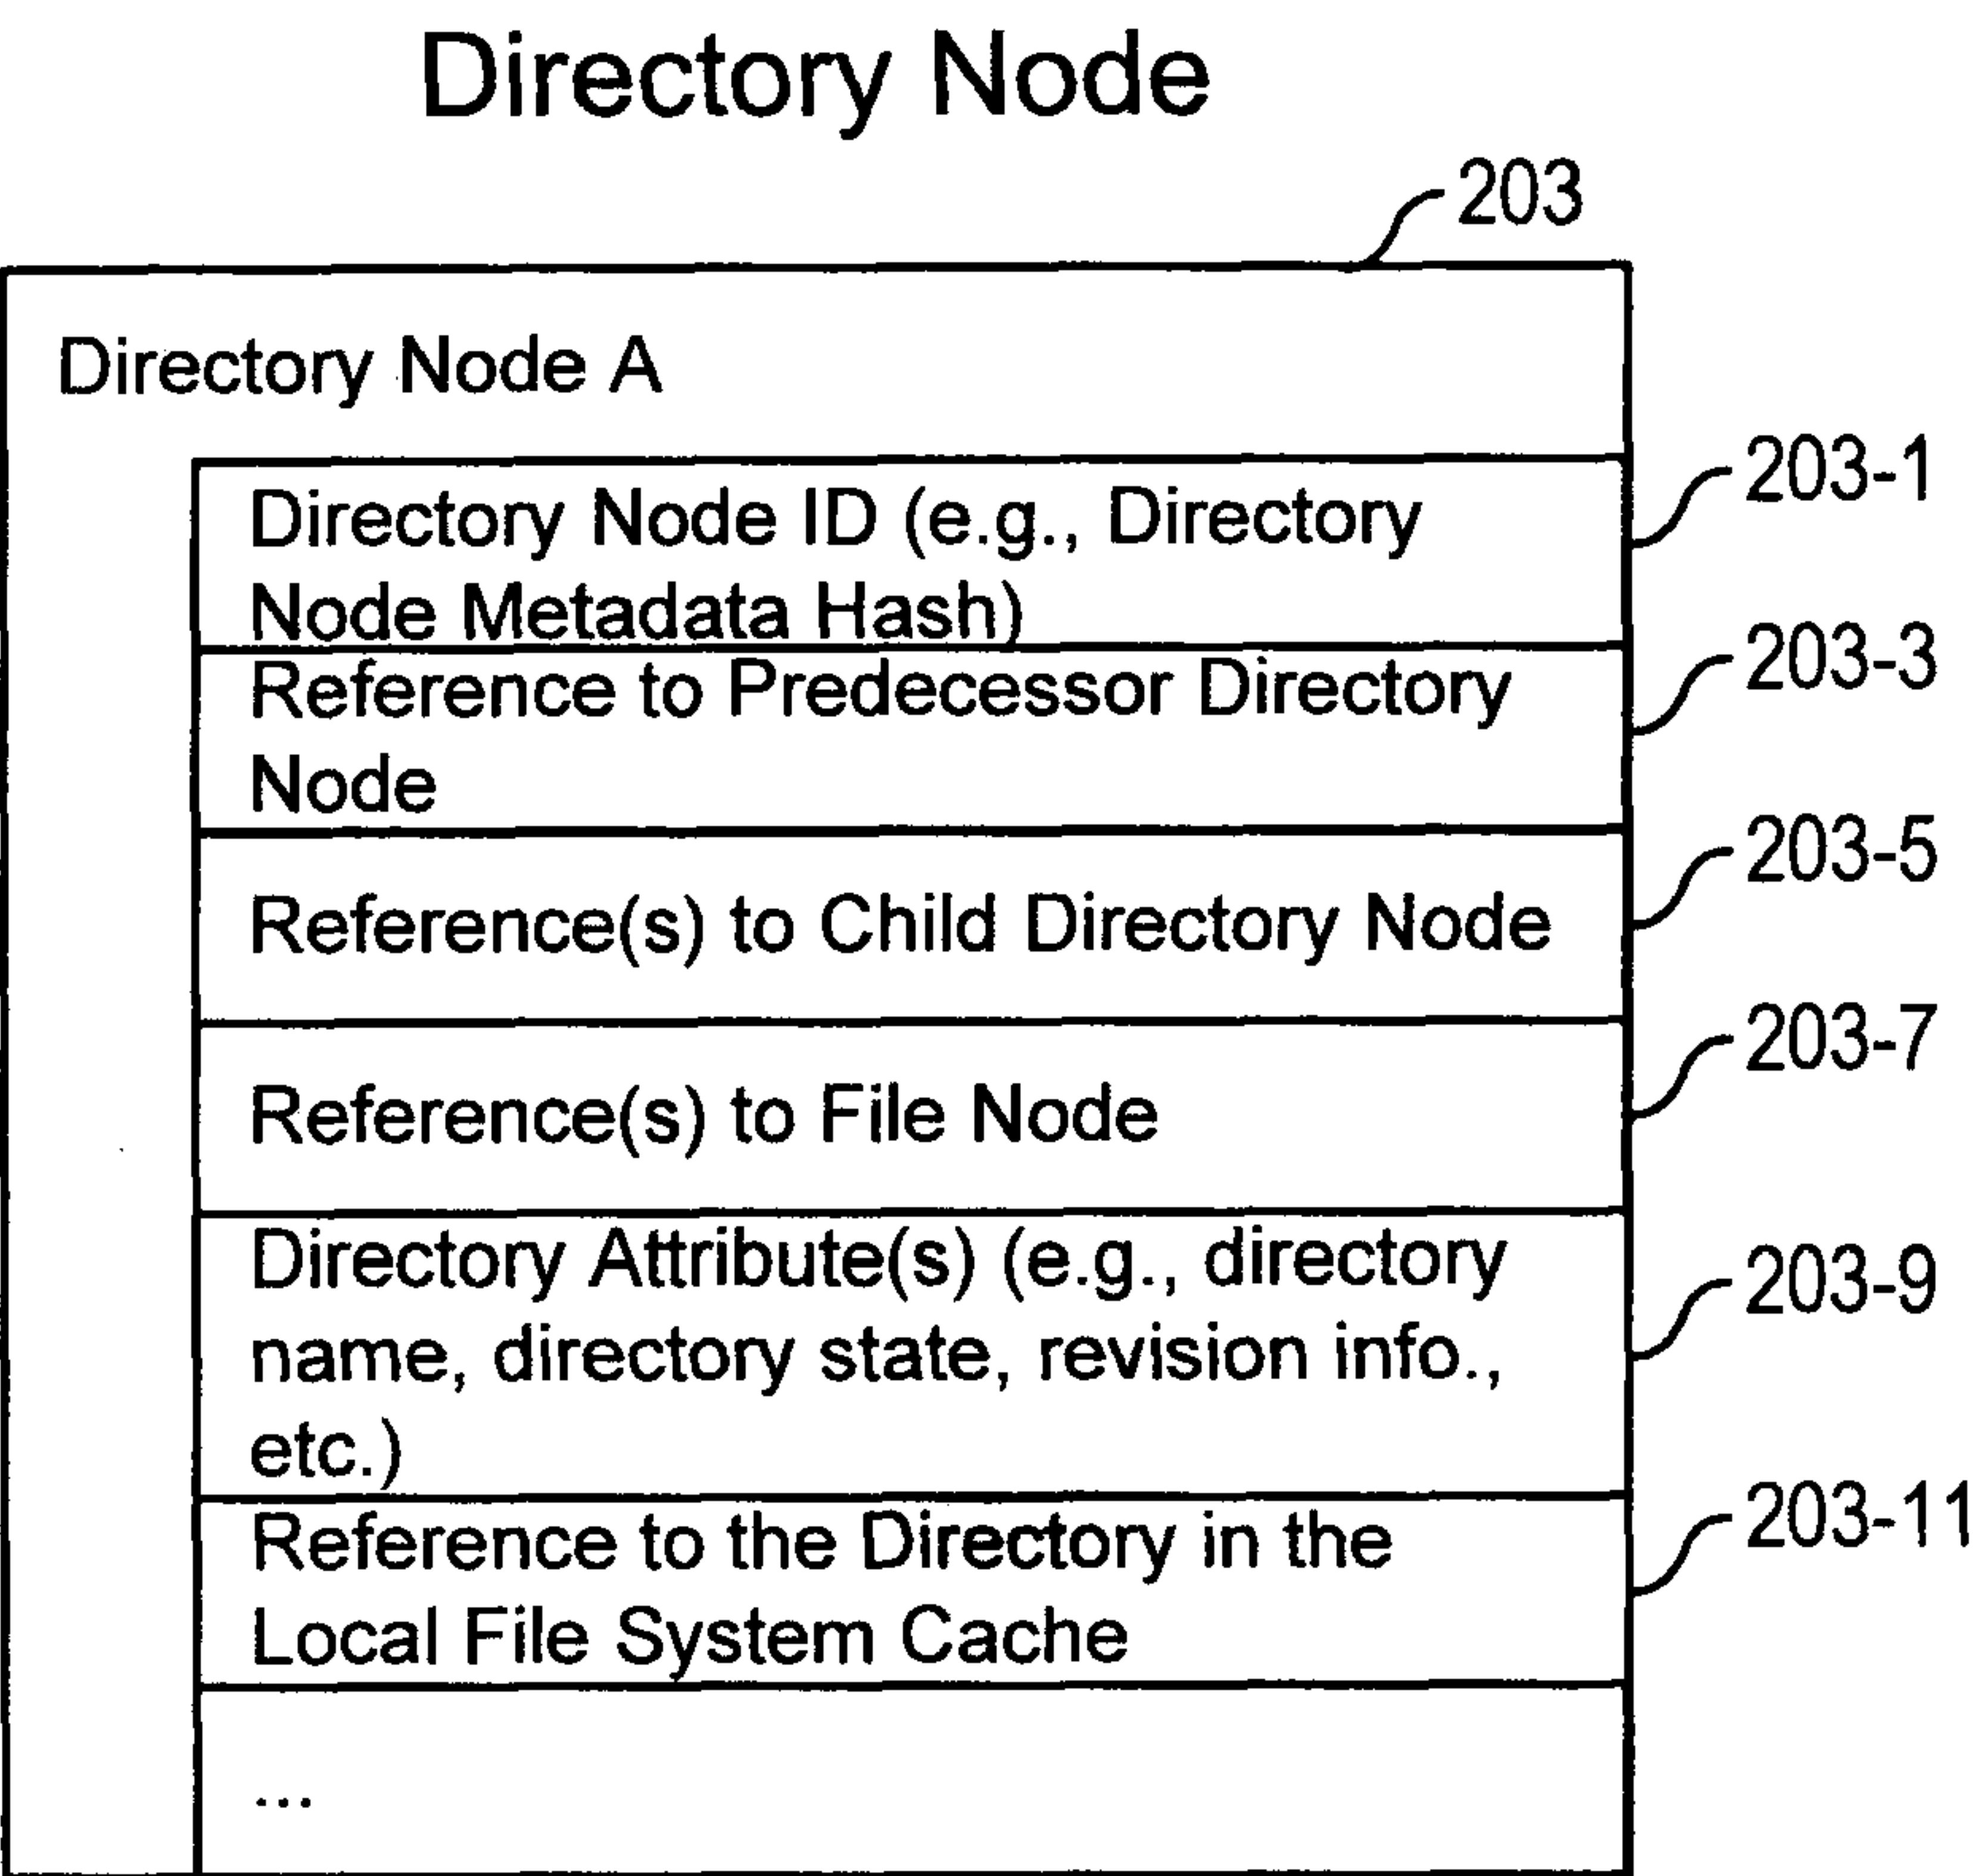 Directory Node
203
Directory Node A
203-1
Directory Node ID (e.g., Directory
Node Metadata Hash)
203-3
Reference to Predecessor Directory
Node
203-5
Reference(s) to Child Directory Node
203-7
Reference(s) to File Node
203-9
Directory Attribute(s) (e.g., directory
name, directory state, revision info.,
etc.)
203-11
Reference to the Directory in the
Local File System Cache
...